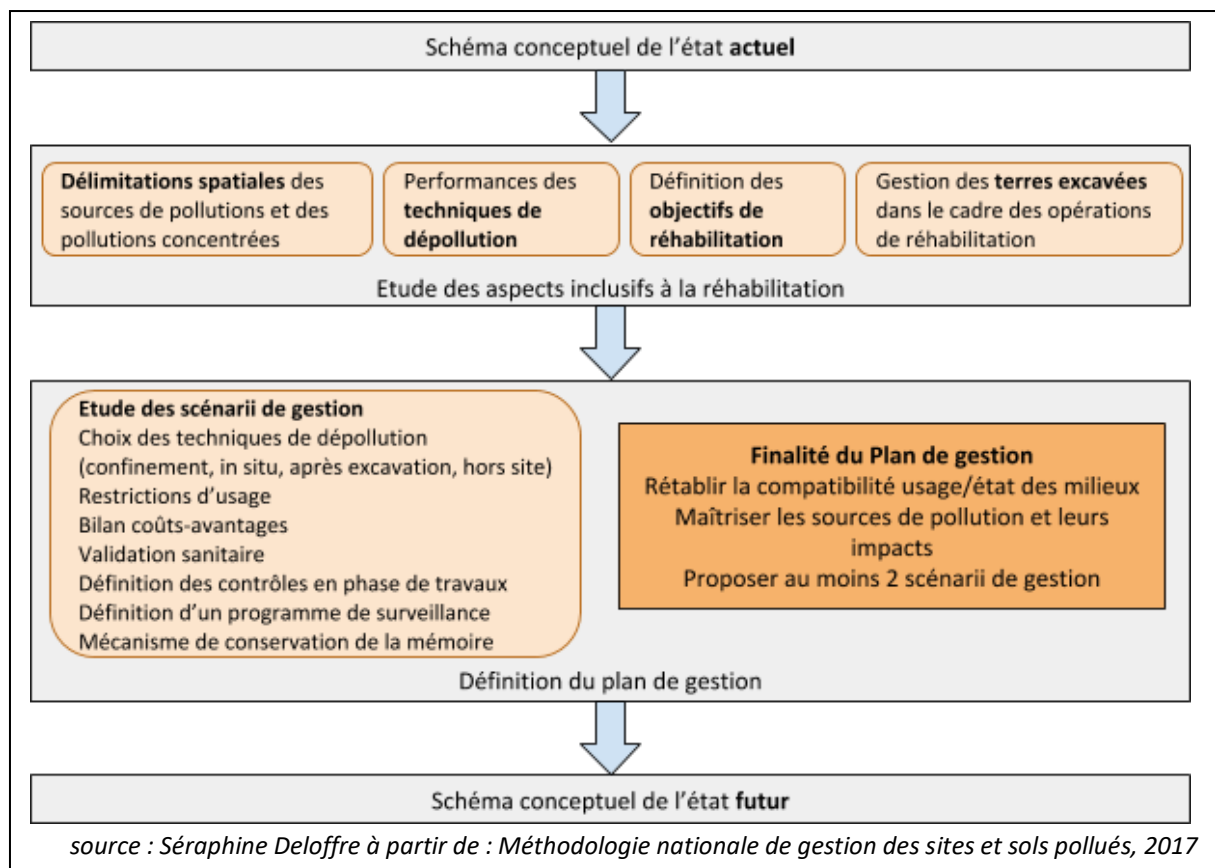 Schéma conceptuel de l’état actuel
Délimitations spatiales des
sources de pollutions et des
pollutions concentrées
Performances des
techniques de
dépollution
Définition des
objectifs de
réhabilitation
Gestion des terres excavées
dans le cadre des opérations
de réhabilitation
Etude des aspects inclusifs à la réhabilitation
Etude des scénarii de gestion
Choix des techniques de dépollution
(confinement, in situ, après excavation, hors site)
Restrictions d’usage
Bilan coûts-avantages
Validation sanitaire
Définition des contrôles en phase de travaux
Définition d’un programme de surveillance
Mécanisme de conservation de la mémoire
Finalité du Plan de gestion
Rétablir la compatibilité usage/état des milieux
Maîtriser les sources de pollution et leurs
impacts
Proposer au moins 2 scénarii de gestion
Définition du plan de gestion
Schéma conceptuel de l’état futur
source : Séraphine Deloffre à partir de : Méthodologie nationale de gestion des sites et sols pollués, 2017